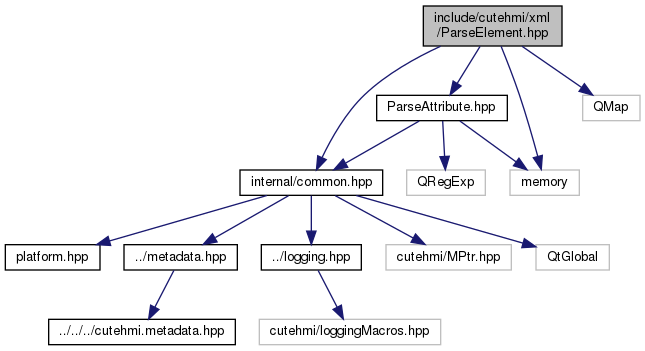 include/cutehmi/xml
/ParseElement.hpp
ParseAttribute.hpp
QMap
internal/common.hpp
QRegExp
memory
platform.hpp
../metadata.hpp
../logging.hpp
cutehmi/MPtr.hpp
QtGlobal
../../../cutehmi.metadata.hpp
cutehmi/loggingMacros.hpp